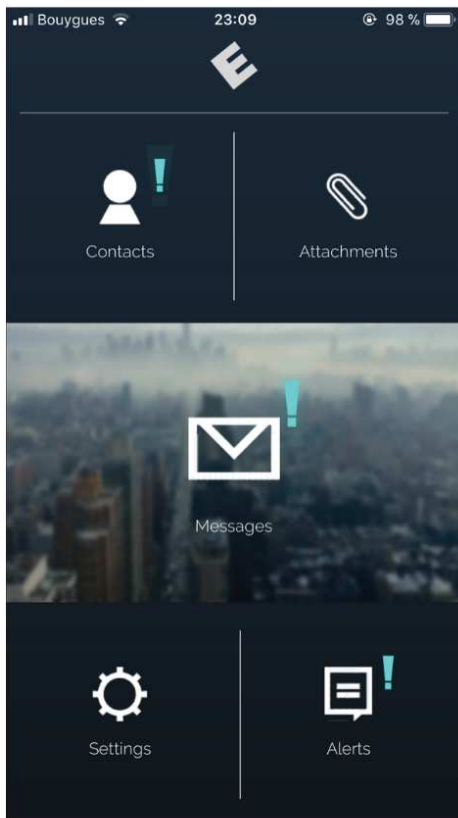 Bouygues 23:09 98 %
E
Contacts Attachments
Messages
Settings Alerts